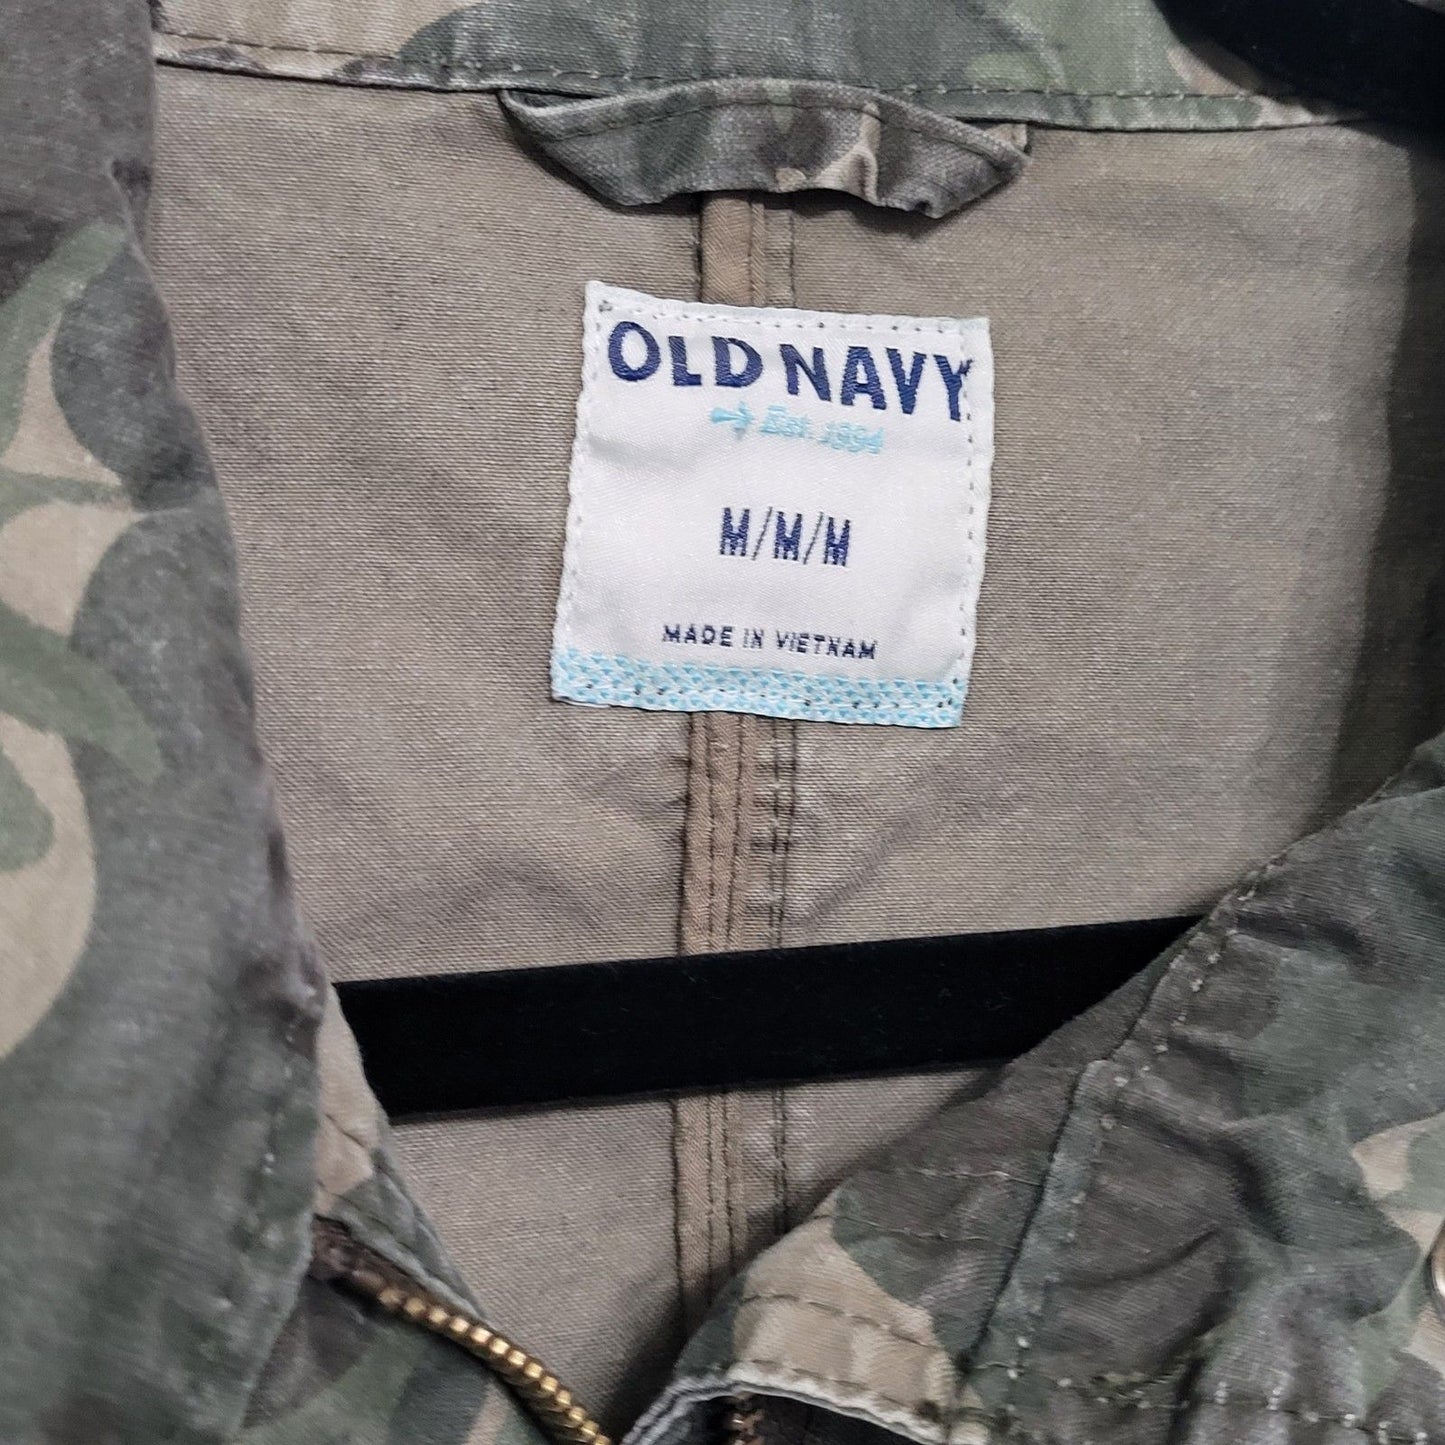 OLD NAVY
Est. 1994
M/M/M
MADE IN VIETNAM